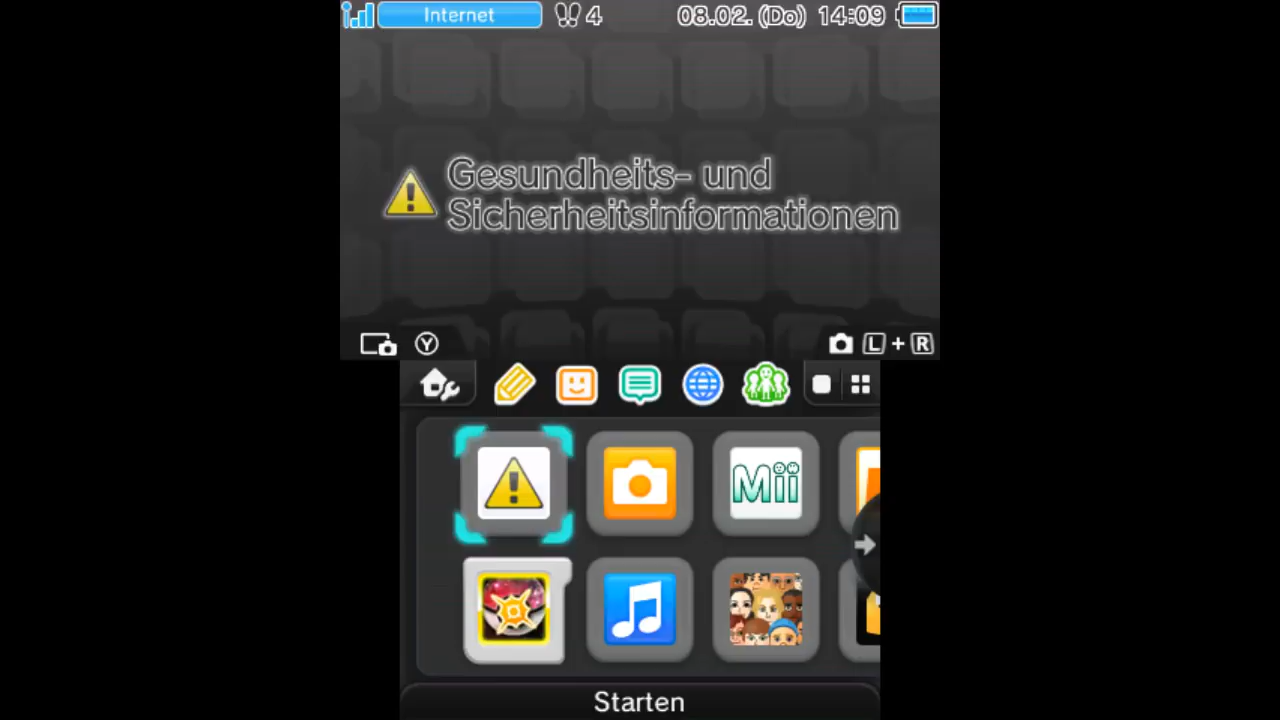 Internet 4 08.02. (Do) 14:09
Gesundheits- und
Sicherheitsinformationen
Y L + R
Mii
Starten